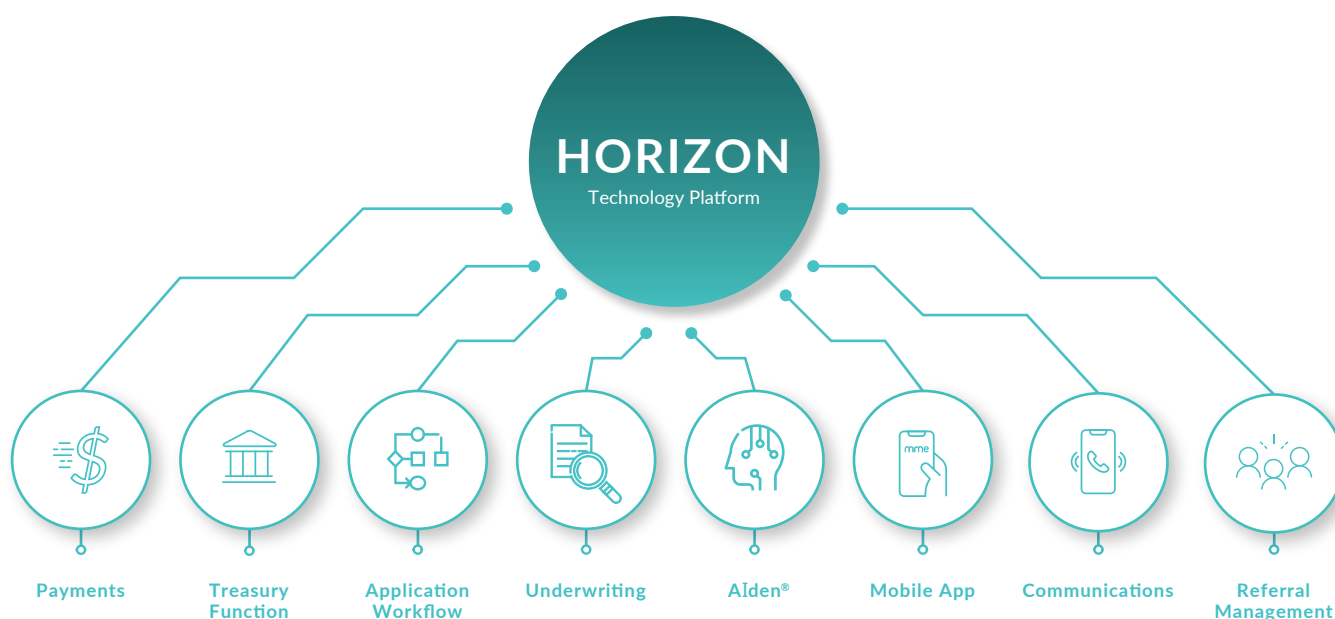 HORIZON
Technology Platform
mme
Payments
Treasury
Function
Application
Workflow
Underwriting
AIden®
Mobile App
Communications
Referral
Management